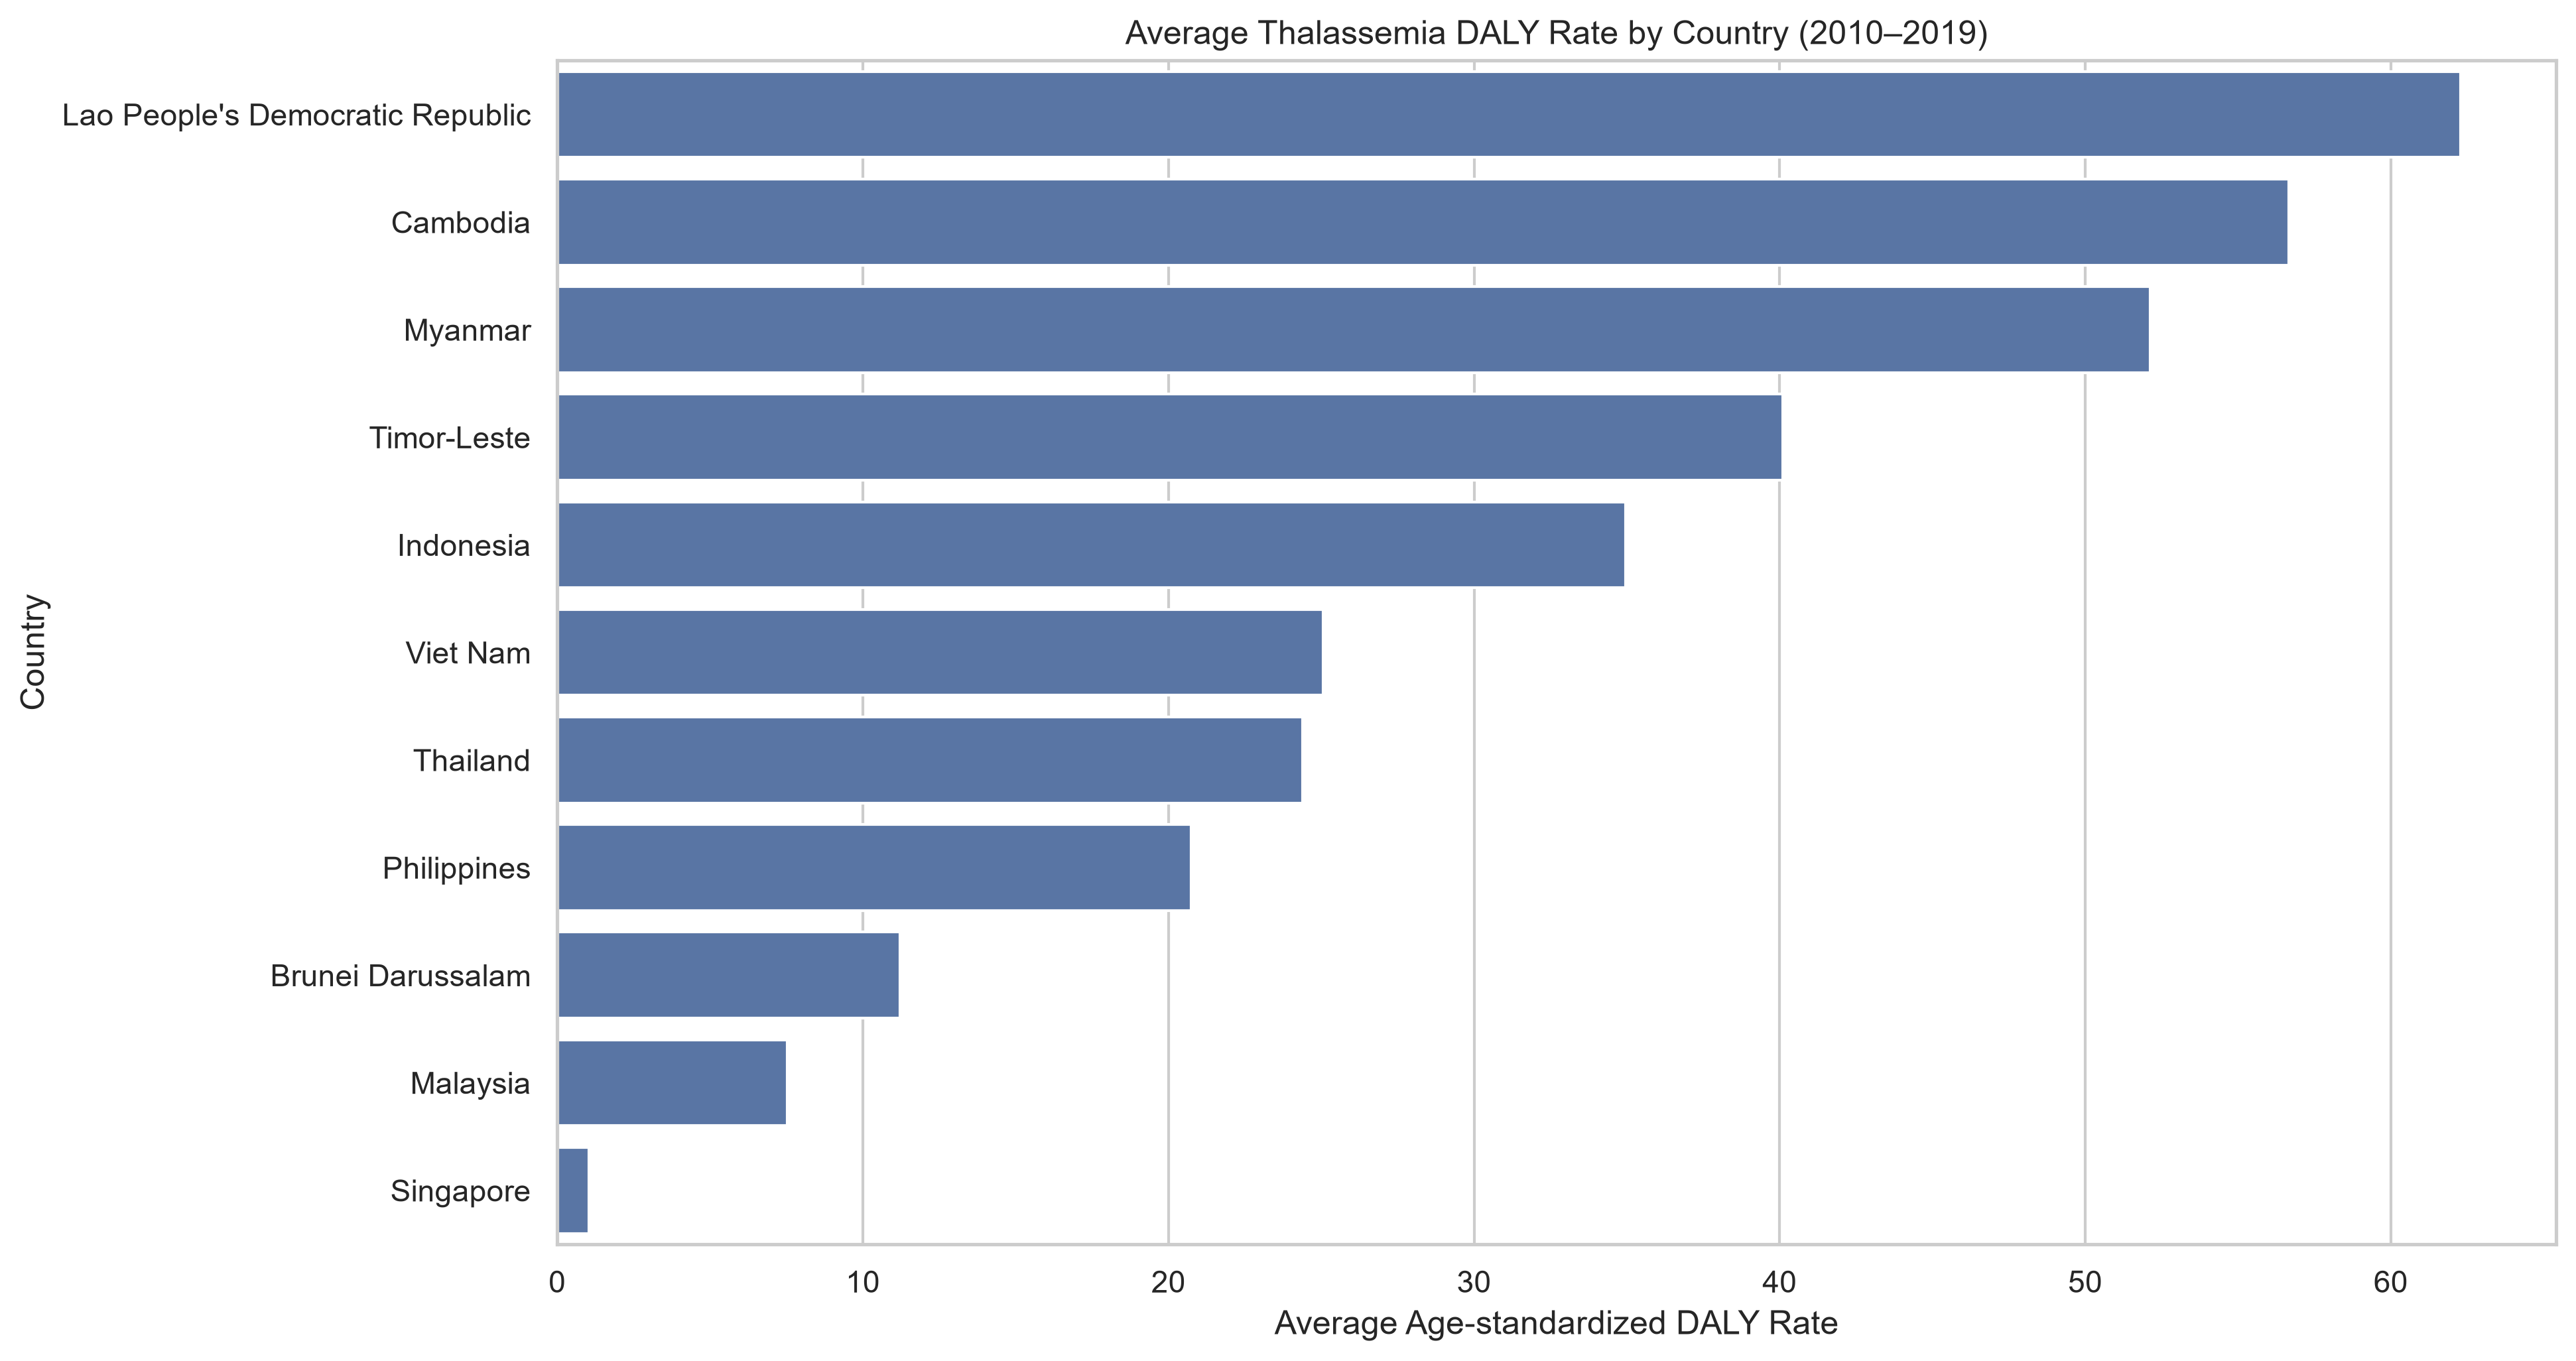 Average Thalassemia DALY Rate by Country (2010–2019)
Country
Lao People's Democratic Republic
Cambodia
Myanmar
Timor-Leste
Indonesia
Viet Nam
Thailand
Philippines
Brunei Darussalam
Malaysia
Singapore
0 10 20 30 40 50 60
Average Age-standardized DALY Rate